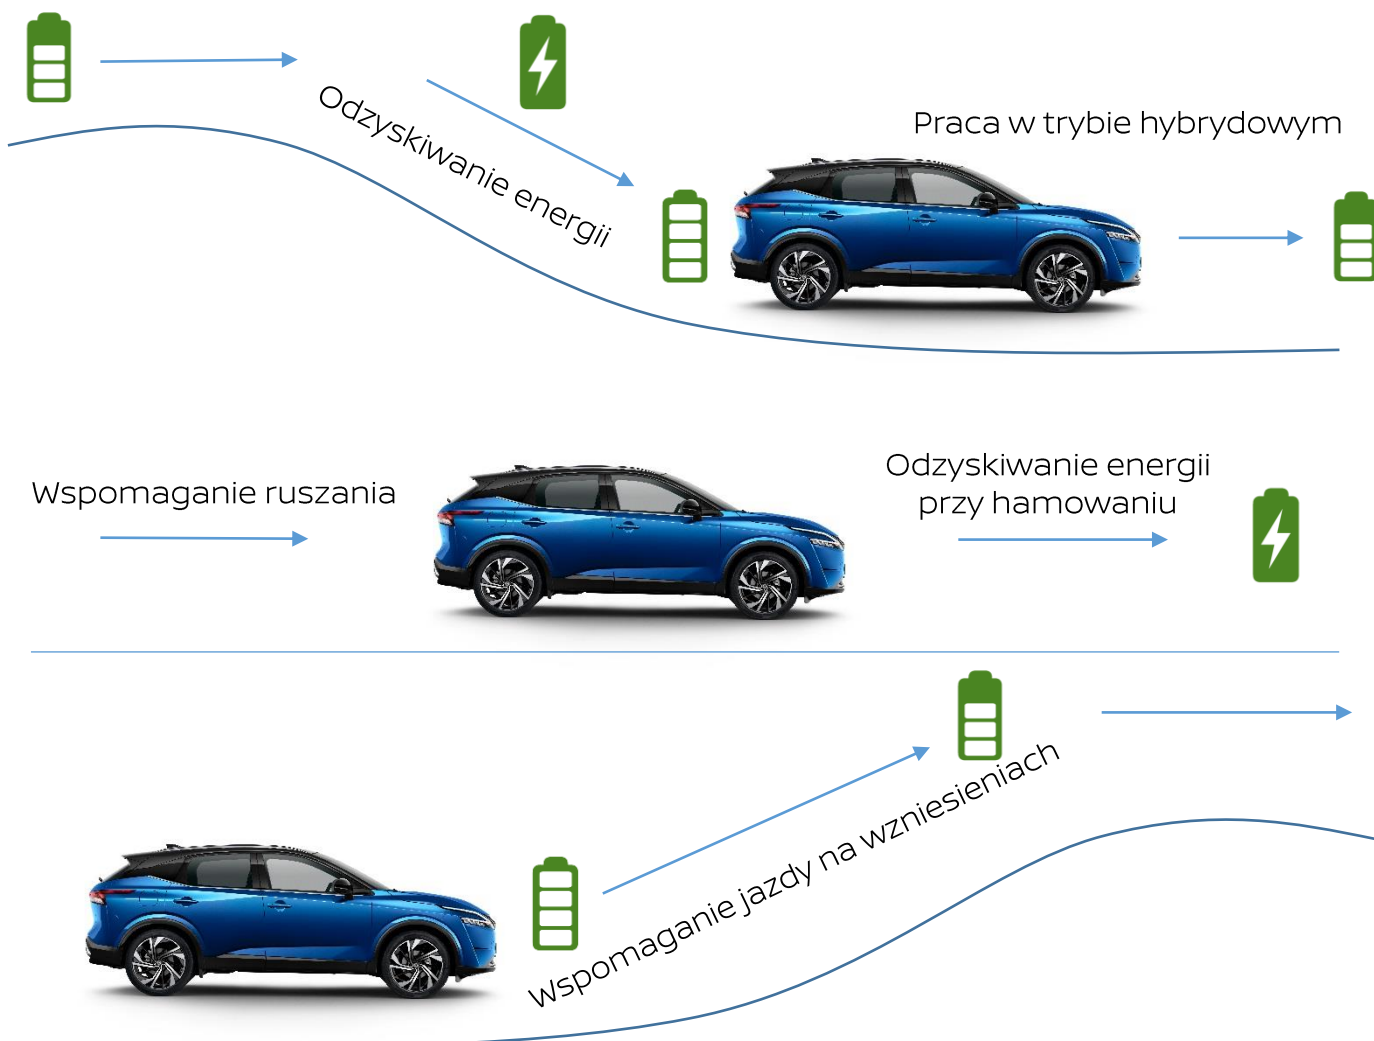 Odzyskiwanie energii
Praca w trybie hybrydowym
Wspomaganie ruszania
Odzyskiwanie energii
przy hamowaniu
Wspomaganie jazdy na wzniesieniach